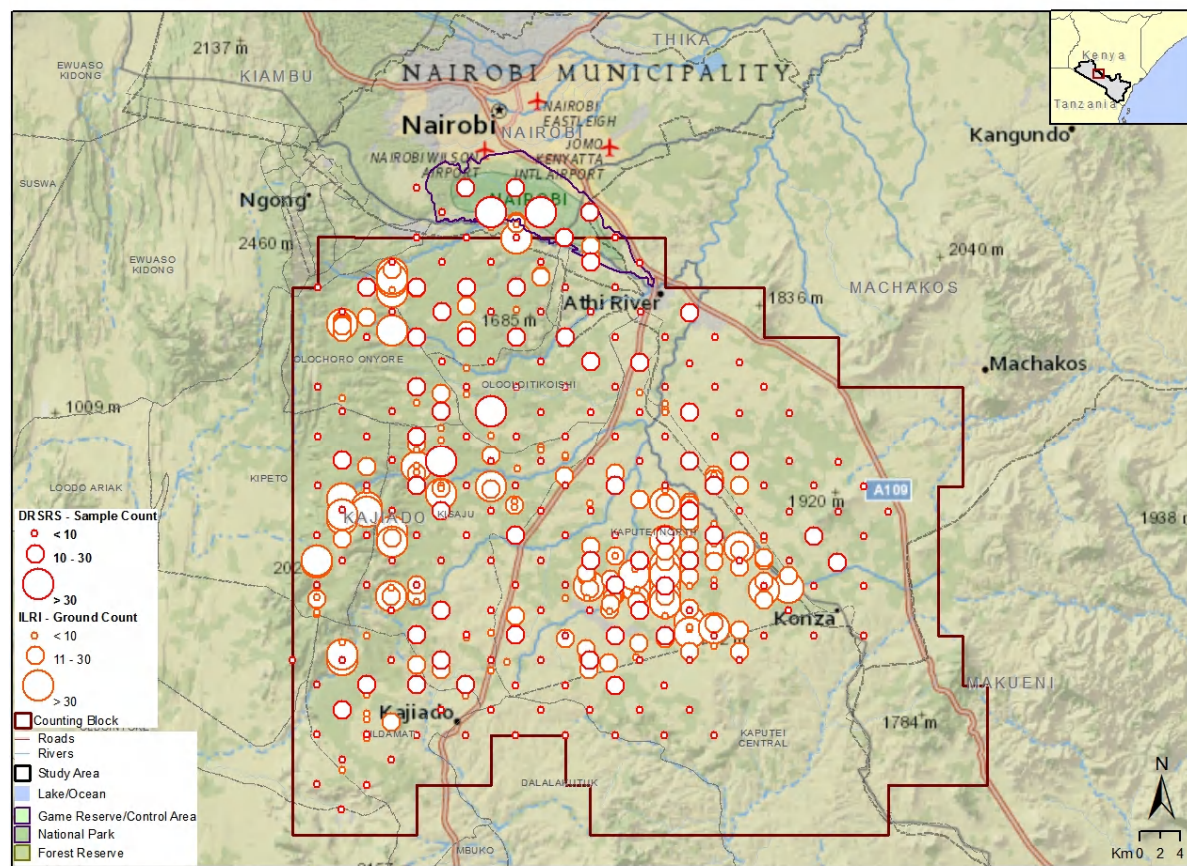 2137 m
THIKA
EWUASO
KIDONG
KIAMBU
NAIROBI MUNICIPALITY
NAIROBI
EASTLEIGH
Nairobi
NAIROBI
JOMO
KENYATTA
INTL AIRPORT
NAIROBI WILSON
AIRPORT
Kenya
Tanzania
Kangundo
SUSWA
Ngong
NAIROBI
2460 m
2040 m
EWUASO
KIDONG
MACHAKOS
1836 m
Athi River
1685 m
OLOCHORO ONYORE
OLOOLOITIKOISHI
Machakos
1009 m
KIPETO
LOODO ARIAK
A109
1920 m
1938 m
KAJIADO
KISAJU
KAPUTEI NORTH
Konza
MAKUENI
1784 m
Kajiado
KAPUTEI
CENTRAL
DALALAKUTUK
MBUKO
DRSRS - Sample Count
< 10
10 - 30
> 30
ILRI - Ground Count
< 10
11 - 30
> 30
Counting Block
Roads
Rivers
Study Area
Lake/Ocean
Game Reserve/Control Area
National Park
Forest Reserve
N
Km 0 2 4